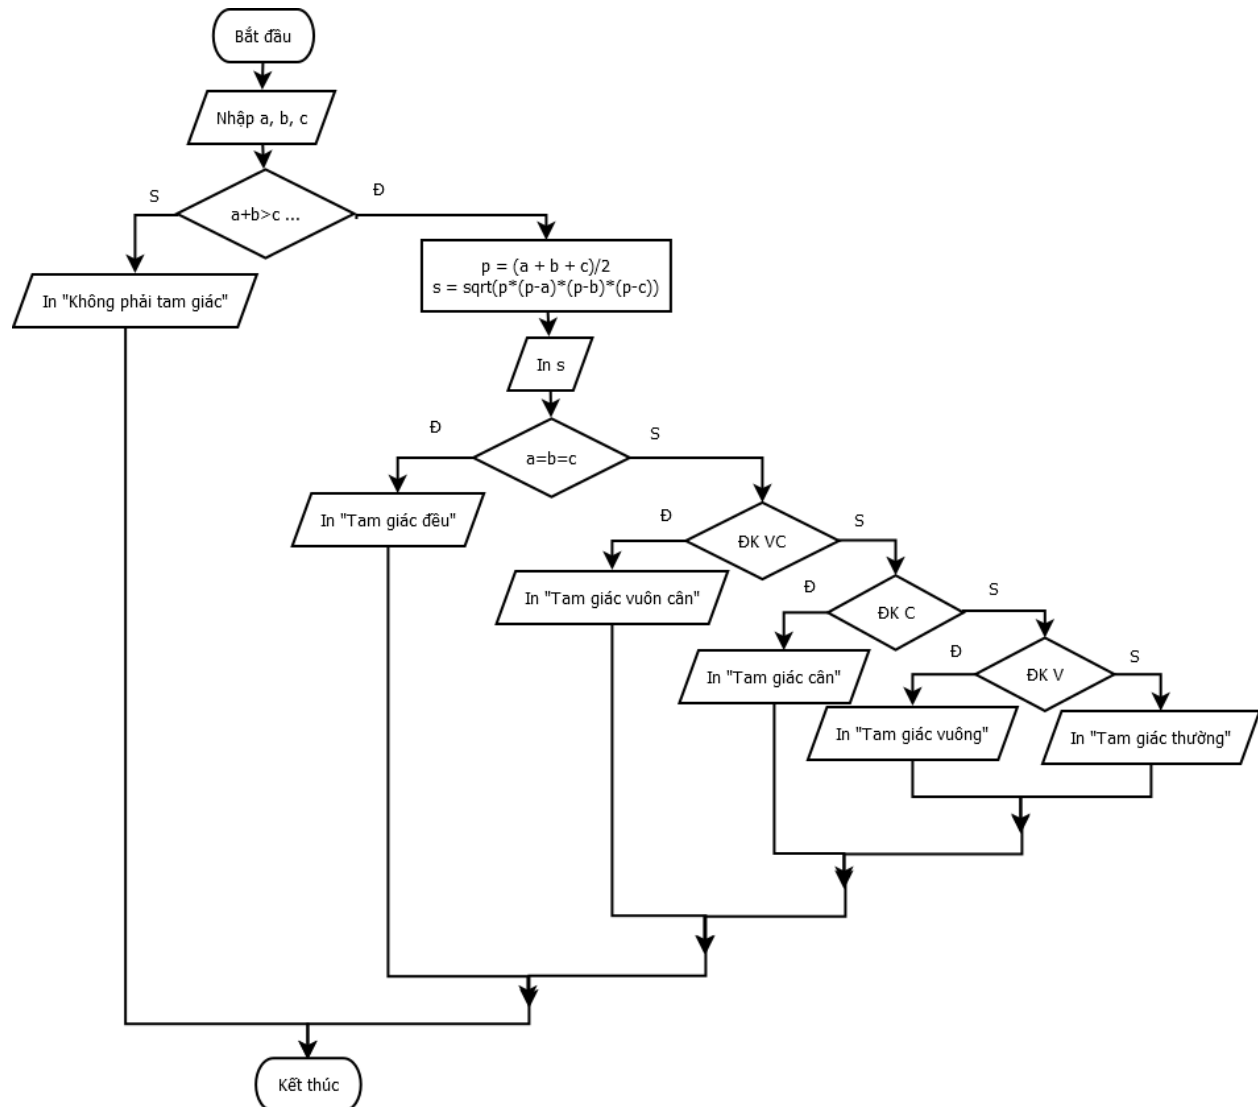 Bắt đầu
Nhập a, b, c
S
Đ
a+b>c ...
p = (a + b + c)/2
s = sqrt(p*(p-a)*(p-b)*(p-c))
In "Không phải tam giác"
In s
Đ
S
a=b=c
In "Tam giác đều"
Đ
S
ĐK VC
In "Tam giác vuôn cân"
Đ
S
ĐK C
In "Tam giác cân"
Đ
S
ĐK V
In "Tam giác vuông"
In "Tam giác thường"
Kết thúc